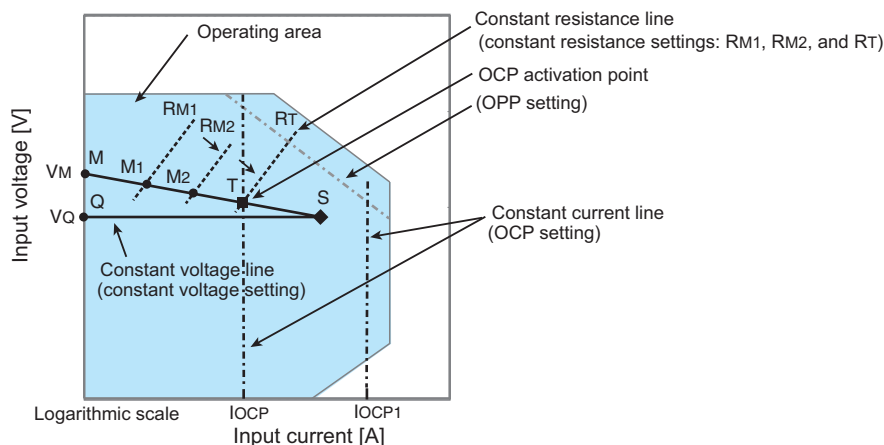 Operating area
Constant resistance line
(constant resistance settings: RM1, RM2, and RT)
OCP activation point
(OPP setting)
RM1
RM2
RT
Input voltage [V]
VM
M
M1
M2
T
S
VQ
Q
Constant current line
(OCP setting)
Constant voltage line
(constant voltage setting)
Logarithmic scale
IOCP
IOCP1
Input current [A]